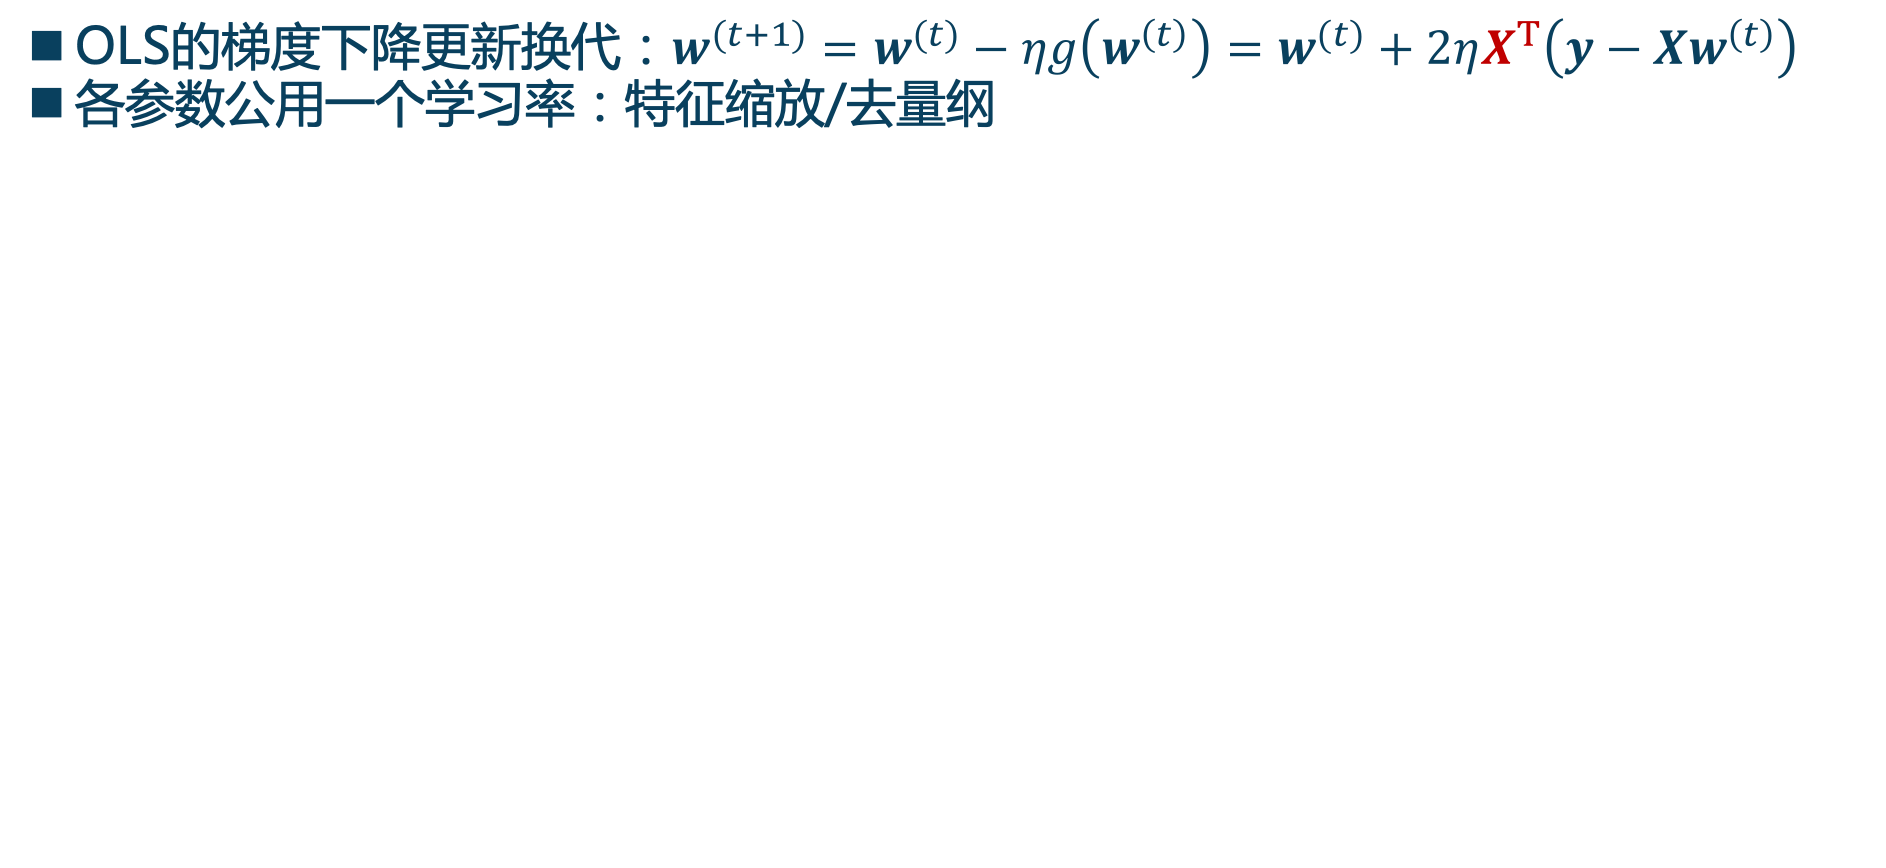 ■ OLS的梯度下降更新换代：𝒘^(t+1) = 𝒘^(t) − ηg(𝒘^(t)) = 𝒘^(t) + 2η𝑿^T(𝒚 − 𝑿𝒘^(t))
■ 各参数公用一个学习率：特征缩放/去量纲